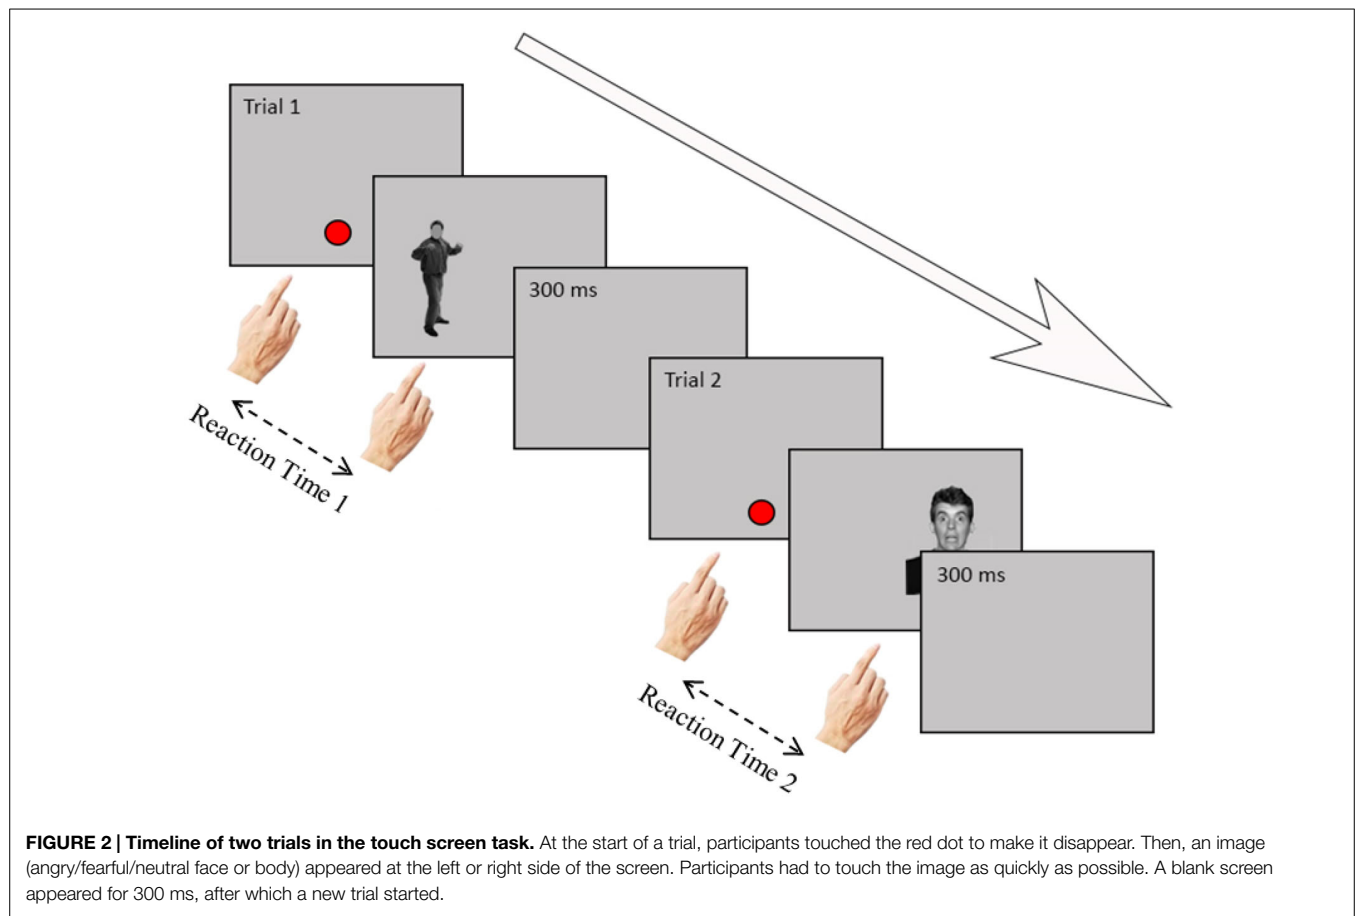 Trial 1
300 ms
Reaction Time 1
Trial 2
300 ms
Reaction Time 2
FIGURE 2 | Timeline of two trials in the touch screen task. At the start of a trial, participants touched the red dot to make it disappear. Then, an image
(angry/fearful/neutral face or body) appeared at the left or right side of the screen. Participants had to touch the image as quickly as possible. A blank screen
appeared for 300 ms, after which a new trial started.